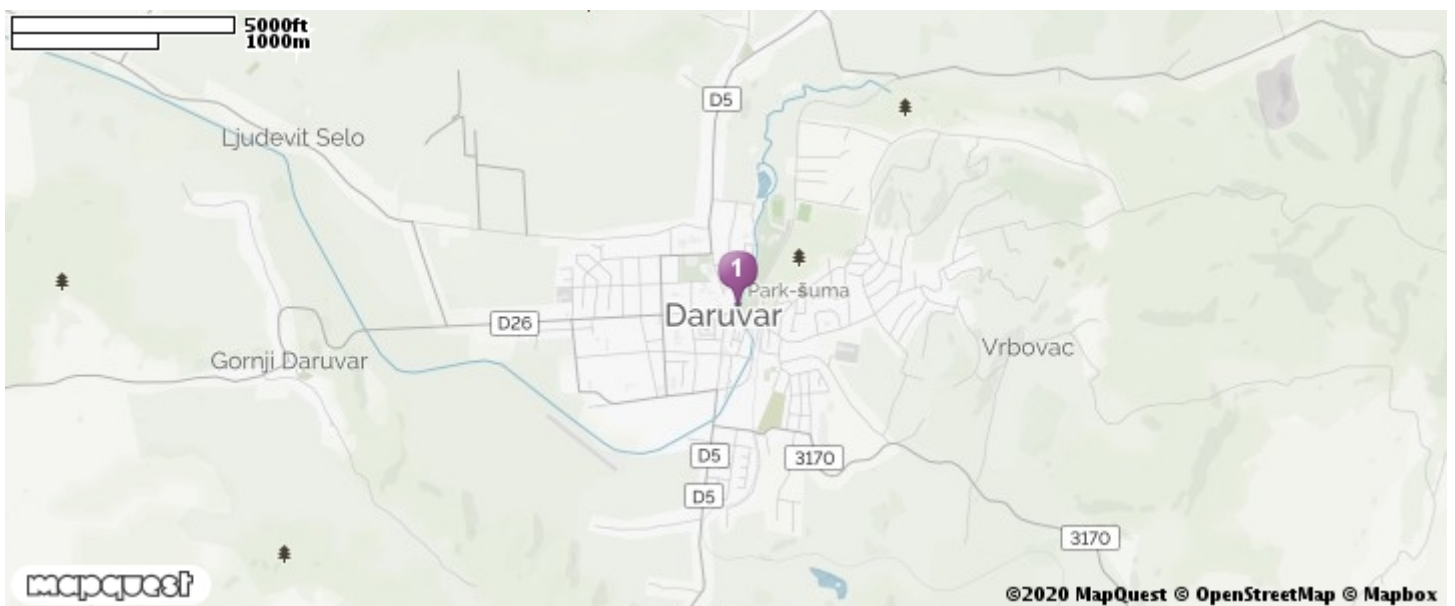 5000ft
1000m
D5
Ljudevit Selo
1
Park-šuma
Daruvar
D26
Vrbovac
Gornji Daruvar
D5
3170
D5
3170
mapquest
©2020 MapQuest © OpenStreetMap © Mapbox